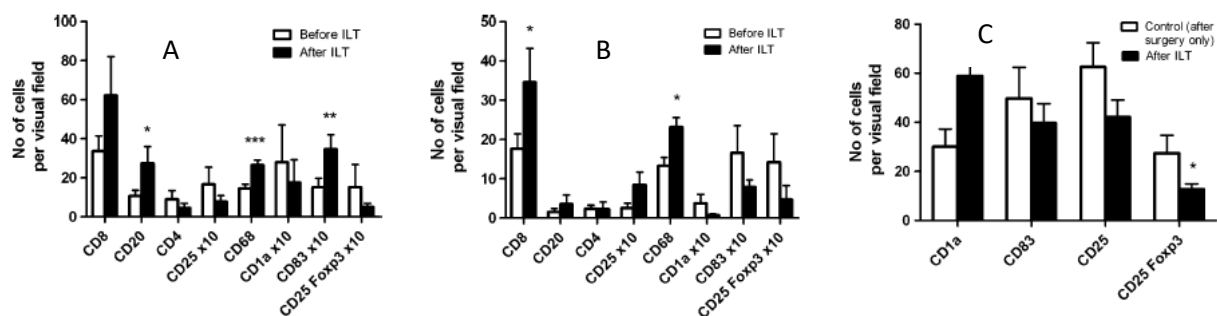 A
No of cells
per visual field
100
80
60
40
20
0
Before ILT
After ILT
*
***
**
CD8
CD20
CD4
CD25 x10
CD68
CD1a x10
CD83 x10
CD25 Foxp3 x10
B
No of cells
per visual field
50
40
30
20
10
0
Before ILT
After ILT
*
*
CD8
CD20
CD4
CD25 x10
CD68
CD1a x10
CD83 x10
CD25 Foxp3 x10
C
No of cells
per visual field
80
60
40
20
0
Control (after
surgery only)
After ILT
*
CD1a
CD83
CD25
CD25 Foxp3